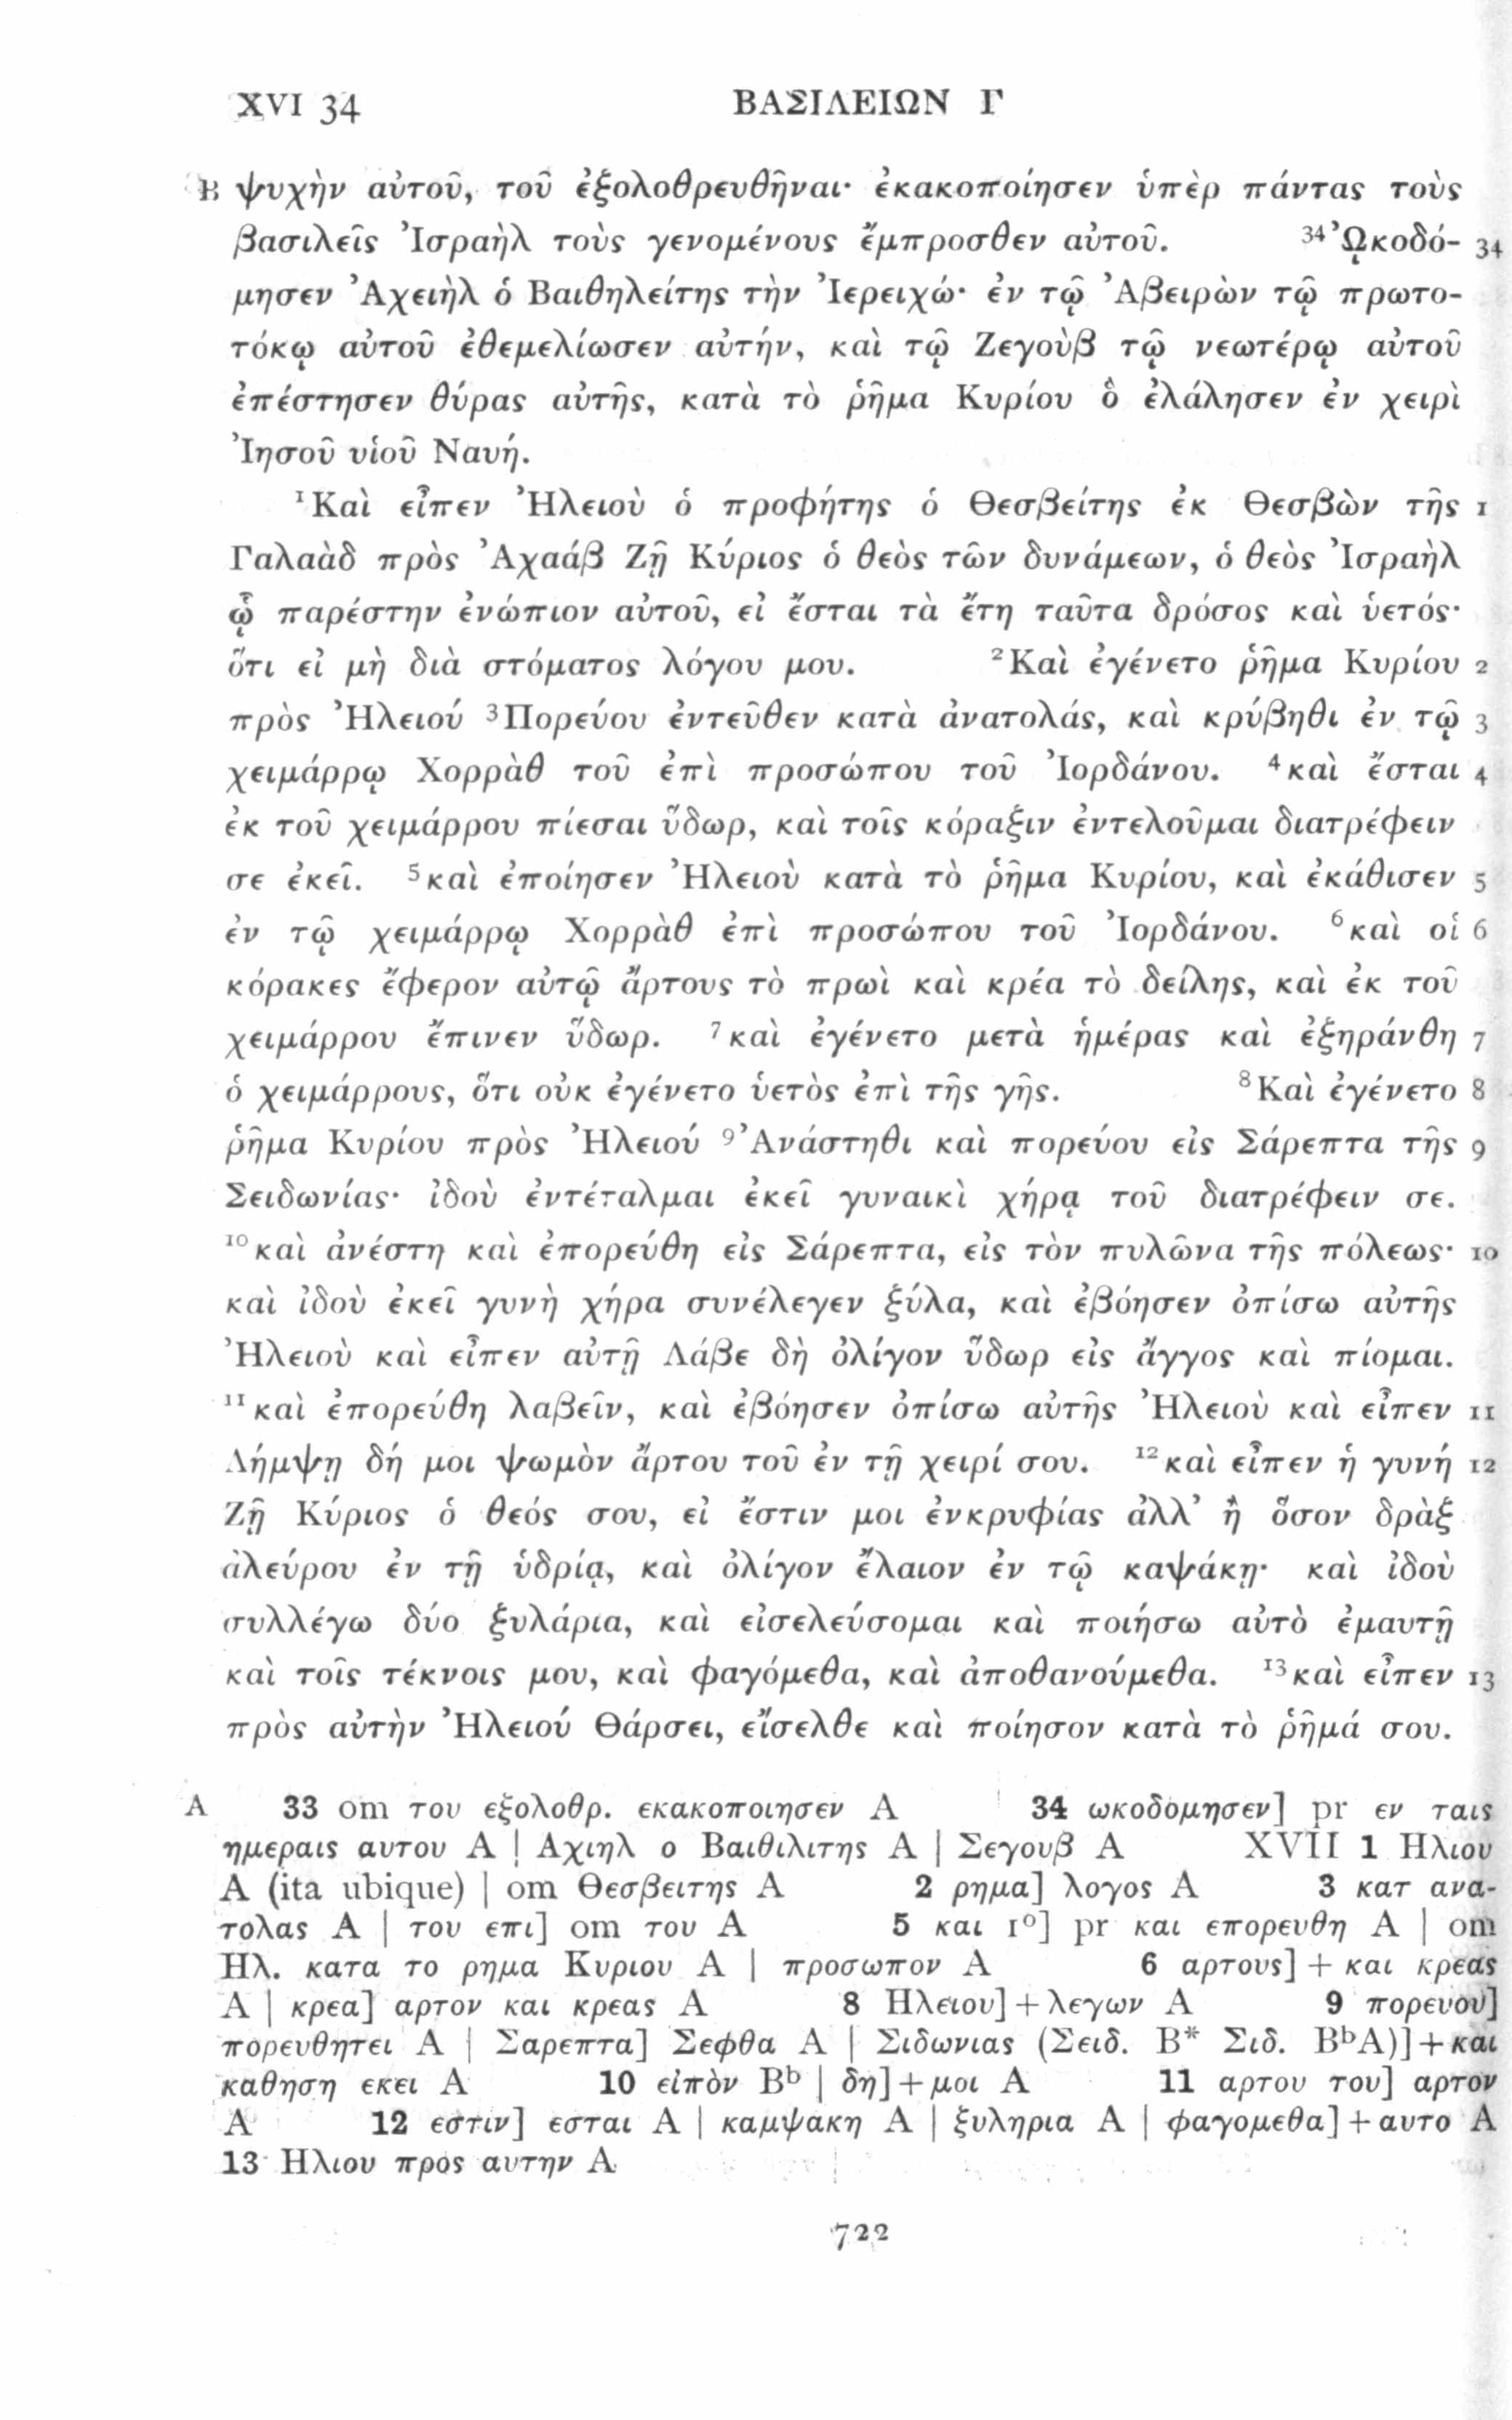 XVI 34 ΒΑΣΙΛΕΙΩΝ Γ
B ψυχὴν αὐτοῦ, τοῦ ἐξολοθρευθῆναι· ἐκακοποίησεν ὑπὲρ πάντας τοὺς
βασιλεῖς Ἰσραὴλ τοὺς γενομένους ἔμπροσθεν αὐτοῦ. ³⁴ᾨκοδό- 34
μησεν Ἀχειὴλ ὁ Βαιθηλείτης τὴν Ἰερειχώ· ἐν τῷ Ἀβειρὼν τῷ πρωτο-
τόκῳ αὐτοῦ ἐθεμελίωσεν αὐτήν, καὶ τῷ Ζεγοὺβ τῷ νεωτέρῳ αὐτοῦ
ἐπέστησεν θύρας αὐτῆς, κατὰ τὸ ῥῆμα Κυρίου ὃ ἐλάλησεν ἐν χειρὶ
Ἰησοῦ υἱοῦ Ναυή.
¹Καὶ εἶπεν Ἠλειοὺ ὁ προφήτης ὁ Θεσβείτης ἐκ Θεσβὼν τῆς 1
Γαλαὰδ πρὸς Ἀχαάβ Ζῇ Κύριος ὁ θεὸς τῶν δυνάμεων, ὁ θεὸς Ἰσραὴλ
ᾧ παρέστην ἐνώπιον αὐτοῦ, εἰ ἔσται τὰ ἔτη ταῦτα δρόσος καὶ ὑετός·
ὅτι εἰ μὴ διὰ στόματος λόγου μου. ²Καὶ ἐγένετο ῥῆμα Κυρίου 2
πρὸς Ἠλειού ³Πορεύου ἐντεῦθεν κατὰ ἀνατολάς, καὶ κρύβηθι ἐν τῷ 3
χειμάρρῳ Χορρὰθ τοῦ ἐπὶ προσώπου τοῦ Ἰορδάνου. ⁴καὶ ἔσται 4
ἐκ τοῦ χειμάρρου πίεσαι ὕδωρ, καὶ τοῖς κόραξιν ἐντελοῦμαι διατρέφειν
σε ἐκεῖ. ⁵καὶ ἐποίησεν Ἠλειοὺ κατὰ τὸ ῥῆμα Κυρίου, καὶ ἐκάθισεν 5
ἐν τῷ χειμάρρῳ Χορρὰθ ἐπὶ προσώπου τοῦ Ἰορδάνου. ⁶καὶ οἱ 6
κόρακες ἔφερον αὐτῷ ἄρτους τὸ πρωὶ καὶ κρέα τὸ δείλης, καὶ ἐκ τοῦ
χειμάρρου ἔπινεν ὕδωρ. ⁷καὶ ἐγένετο μετὰ ἡμέρας καὶ ἐξηράνθη 7
ὁ χειμάρρους, ὅτι οὐκ ἐγένετο ὑετὸς ἐπὶ τῆς γῆς. ⁸Καὶ ἐγένετο 8
ῥῆμα Κυρίου πρὸς Ἠλειού ⁹Ἀνάστηθι καὶ πορεύου εἰς Σάρεπτα τῆς 9
Σειδωνίας· ἰδοὺ ἐντέταλμαι ἐκεῖ γυναικὶ χήρᾳ τοῦ διατρέφειν σε.
¹⁰καὶ ἀνέστη καὶ ἐπορεύθη εἰς Σάρεπτα, εἰς τὸν πυλῶνα τῆς πόλεως· 10
καὶ ἰδοὺ ἐκεῖ γυνὴ χήρα συνέλεγεν ξύλα, καὶ ἐβόησεν ὀπίσω αὐτῆς
Ἠλειοὺ καὶ εἶπεν αὐτῇ Λάβε δὴ ὀλίγον ὕδωρ εἰς ἄγγος καὶ πίομαι.
¹¹καὶ ἐπορεύθη λαβεῖν, καὶ ἐβόησεν ὀπίσω αὐτῆς Ἠλειοὺ καὶ εἶπεν 11
Λήμψῃ δή μοι ψωμὸν ἄρτου τοῦ ἐν τῇ χειρί σου. ¹²καὶ εἶπεν ἡ γυνή 12
Ζῇ Κύριος ὁ θεός σου, εἰ ἔστιν μοι ἐνκρυφίας ἀλλ’ ἢ ὅσον δρὰξ
ἀλεύρου ἐν τῇ ὑδρίᾳ, καὶ ὀλίγον ἔλαιον ἐν τῷ καψάκῃ· καὶ ἰδοὺ
συλλέγω δύο ξυλάρια, καὶ εἰσελεύσομαι καὶ ποιήσω αὐτὸ ἐμαυτῇ
καὶ τοῖς τέκνοις μου, καὶ φαγόμεθα, καὶ ἀποθανούμεθα. ¹³καὶ εἶπεν 13
πρὸς αὐτὴν Ἠλειού Θάρσει, εἴσελθε καὶ ποίησον κατὰ τὸ ῥῆμά σου.
A 33 om του εξολοθρ. εκακοποιησεν A 34 ωκοδομησεν] pr εν ταις
ημεραις αυτου A | Αχιηλ ο Βαιθιλιτης A | Σεγουβ A XVII 1 Ηλιου
A (ita ubique) | om Θεσβειτης A 2 ρημα] λογος A 3 κατ ανα-
τολας A | του επι] om του A 5 και 1º] pr και επορευθη A | om
Ηλ. κατα το ρημα Κυριου A | προσωπον A 6 αρτους] + και κρεας
A | κρεα] αρτον και κρεας A 8 Ηλειου] + λεγων A 9 πορευου]
πορευθητει A | Σαρεπτα] Σεφθα A | Σιδωνιας (Σειδ. B* Σιδ. BᵇA)] + και
καθηση εκει A 10 εἰπὸν Bᵇ | δη] + μοι A 11 αρτου του] αρτον
A 12 εστιν] εσται A | καμψακη A | ξυληρια A | φαγομεθα] + αυτο A
13 Ηλιου προς αυτην A
722